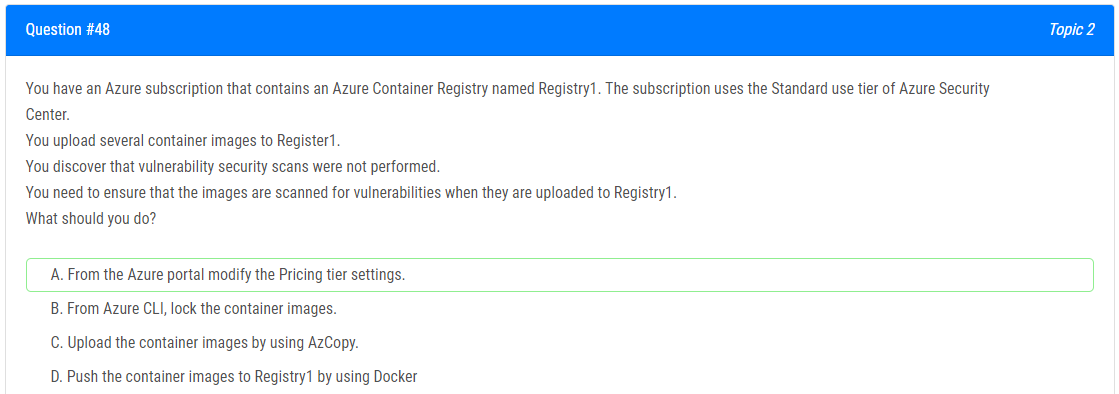 Question #48
Topic 2
You have an Azure subscription that contains an Azure Container Registry named Registry1. The subscription uses the Standard use tier of Azure Security
Center.
You upload several container images to Register1.
You discover that vulnerability security scans were not performed.
You need to ensure that the images are scanned for vulnerabilities when they are uploaded to Registry1.
What should you do?
A. From the Azure portal modify the Pricing tier settings.
B. From Azure CLI, lock the container images.
C. Upload the container images by using AzCopy.
D. Push the container images to Registry1 by using Docker